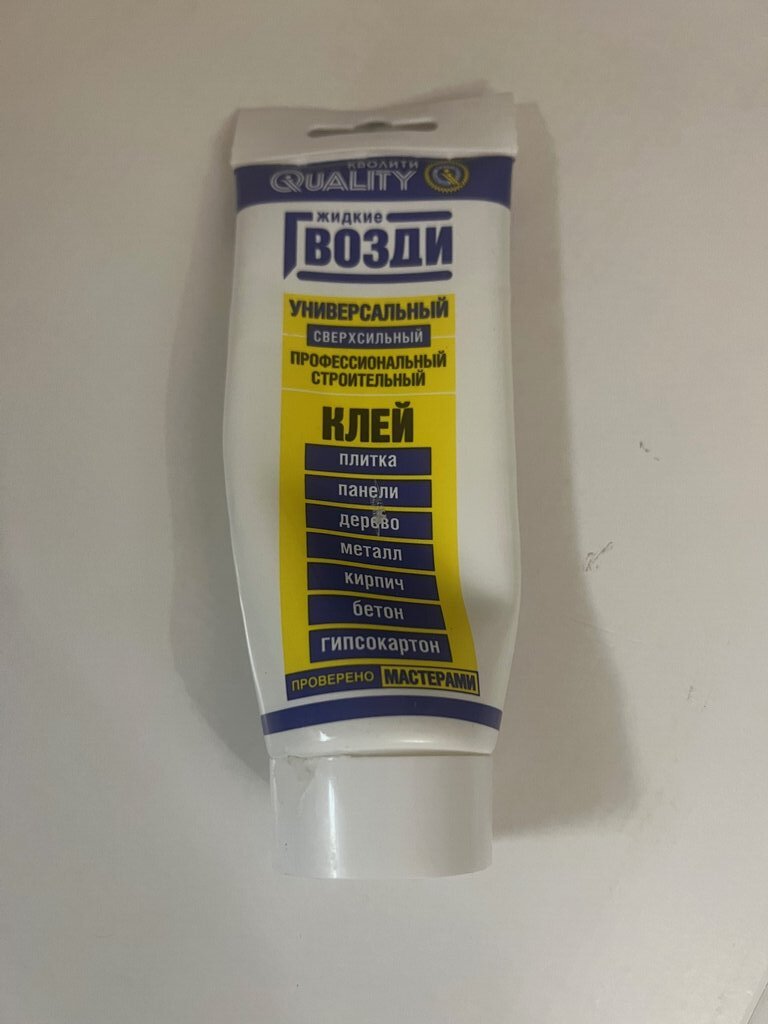 КВОЛИТИ
QUALITY
ЖИДКИЕ
ГВОЗДИ
УНИВЕРСАЛЬНЫЙ
СВЕРХСИЛЬНЫЙ
ПРОФЕССИОНАЛЬНЫЙ
СТРОИТЕЛЬНЫЙ
КЛЕЙ
плитка
панели
дерево
металл
кирпич
бетон
гипсокартон
ПРОВЕРЕНО МАСТЕРАМИ